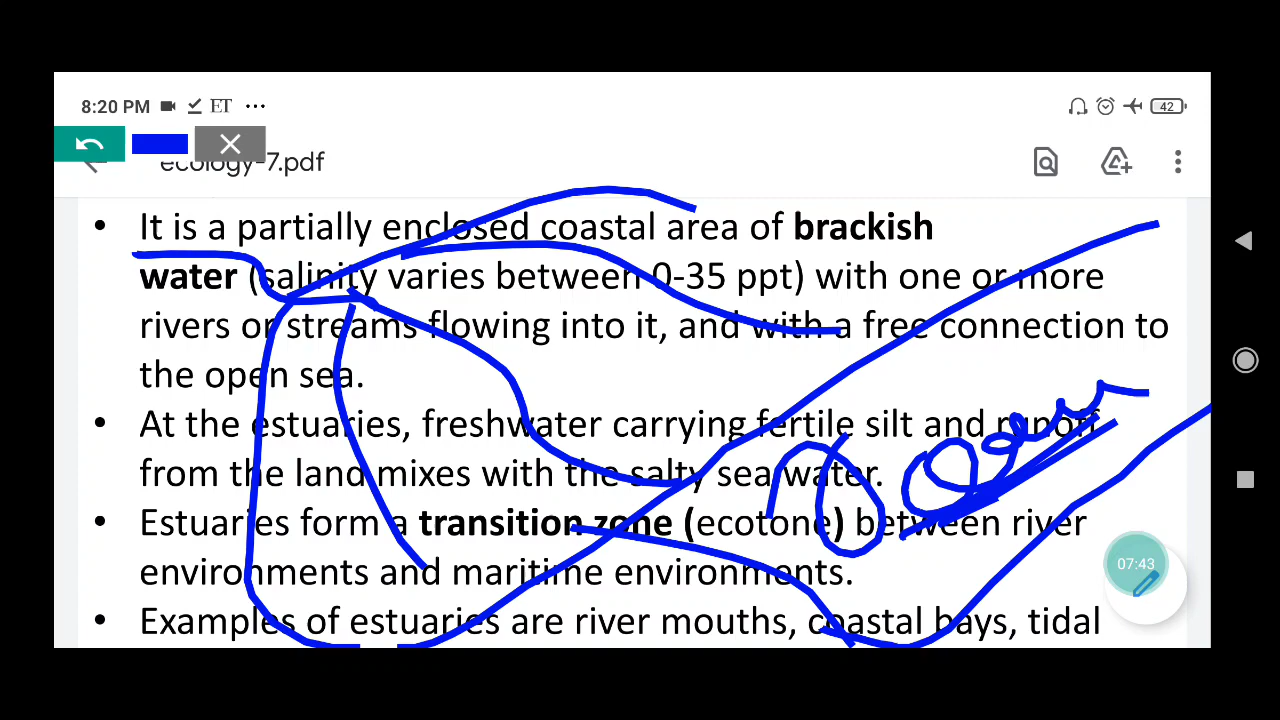 8:20 PM ET ...
42
ecology-7.pdf
• It is a partially enclosed coastal area of brackish
water (salinity varies between 0-35 ppt) with one or more
rivers or streams flowing into it, and with a free connection to
the open sea.
• At the estuaries, freshwater carrying fertile silt and runoff
from the land mixes with the salty sea water.
• Estuaries form a transition zone (ecotone) between river
environments and maritime environments.
07:43
• Examples of estuaries are river mouths, coastal bays, tidal